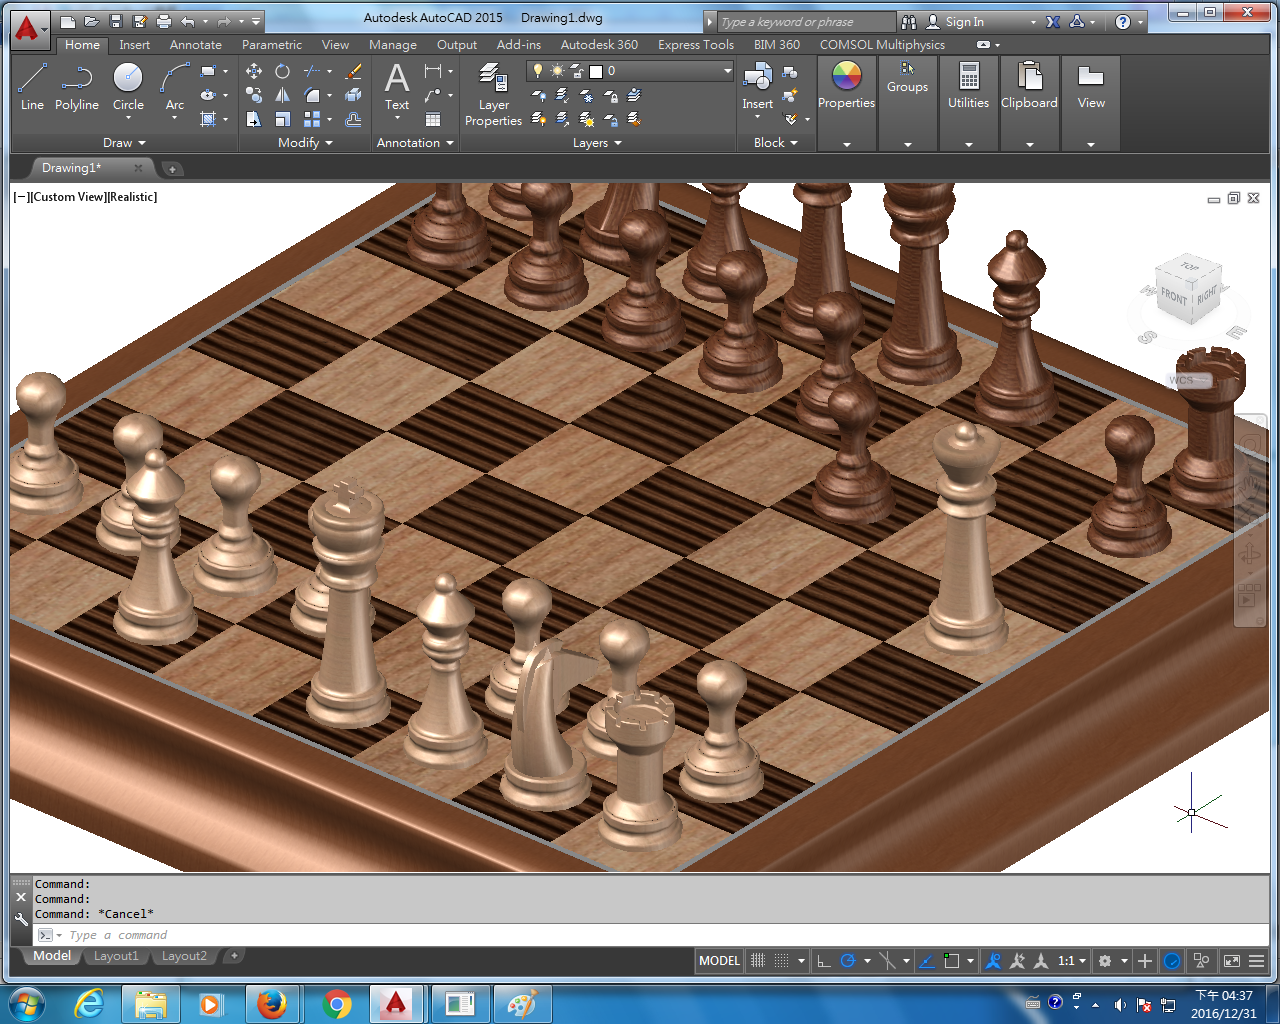 Autodesk AutoCAD 2015 Drawing1.dwg
Type a keyword or phrase
Sign In
Home Insert Annotate Parametric View Manage Output Add-ins Autodesk 360 Express Tools BIM 360 COMSOL Multiphysics
Line Polyline Circle Arc
Text
Layer Properties
0
Insert
Properties
Groups
Utilities
Clipboard
View
Draw Modify Annotation Layers Block
Drawing1*
[−][Custom View][Realistic]
TOP
FRONT RIGHT
S E
WCS
Command:
Command:
Command: *Cancel*
Type a command
Model Layout1 Layout2
MODEL
1:1
下午 04:37
2016/12/31